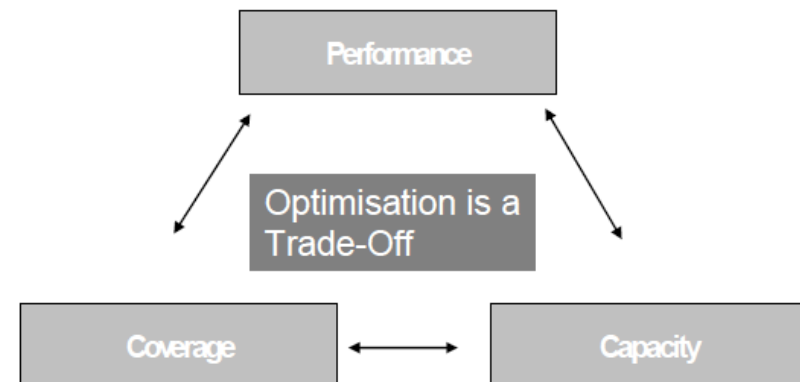 Performance
Optimisation is a
Trade-Off
Coverage
Capacity